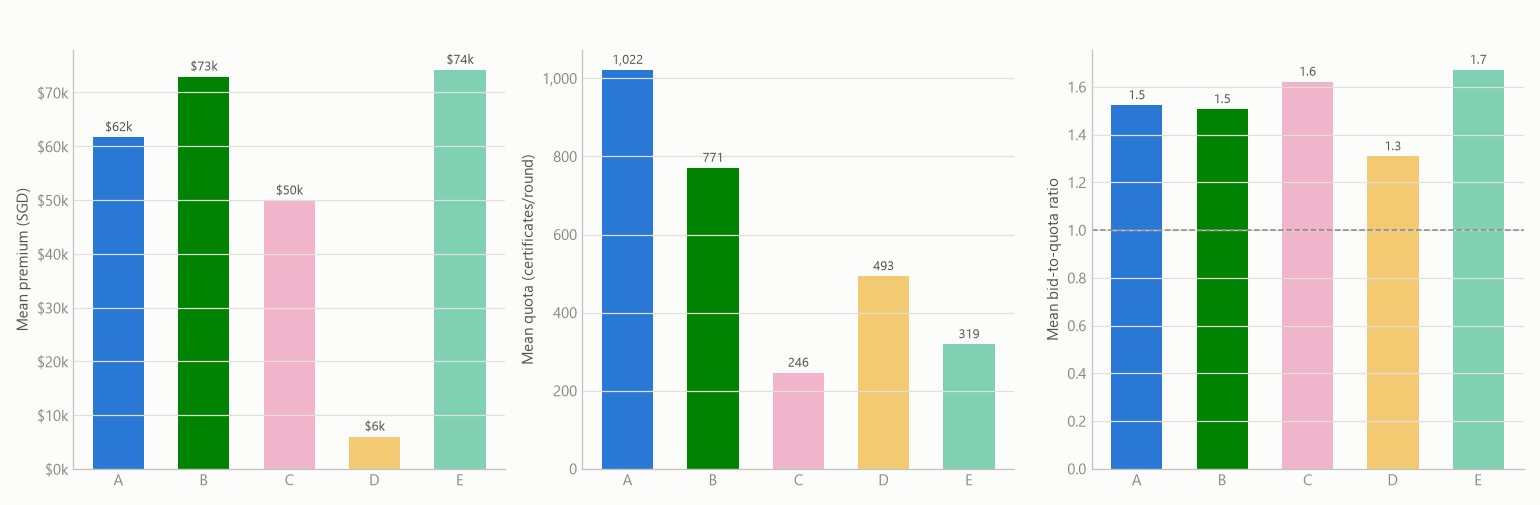 Mean premium (SGD)
$70k
$60k
$50k
$40k
$30k
$20k
$10k
$0k
$62k
$73k
$50k
$6k
$74k
A B C D E
Mean quota (certificates/round)
1,000
800
600
400
200
0
1,022
771
246
493
319
A B C D E
Mean bid-to-quota ratio
1.6
1.4
1.2
1.0
0.8
0.6
0.4
0.2
0.0
1.5
1.5
1.6
1.3
1.7
A B C D E